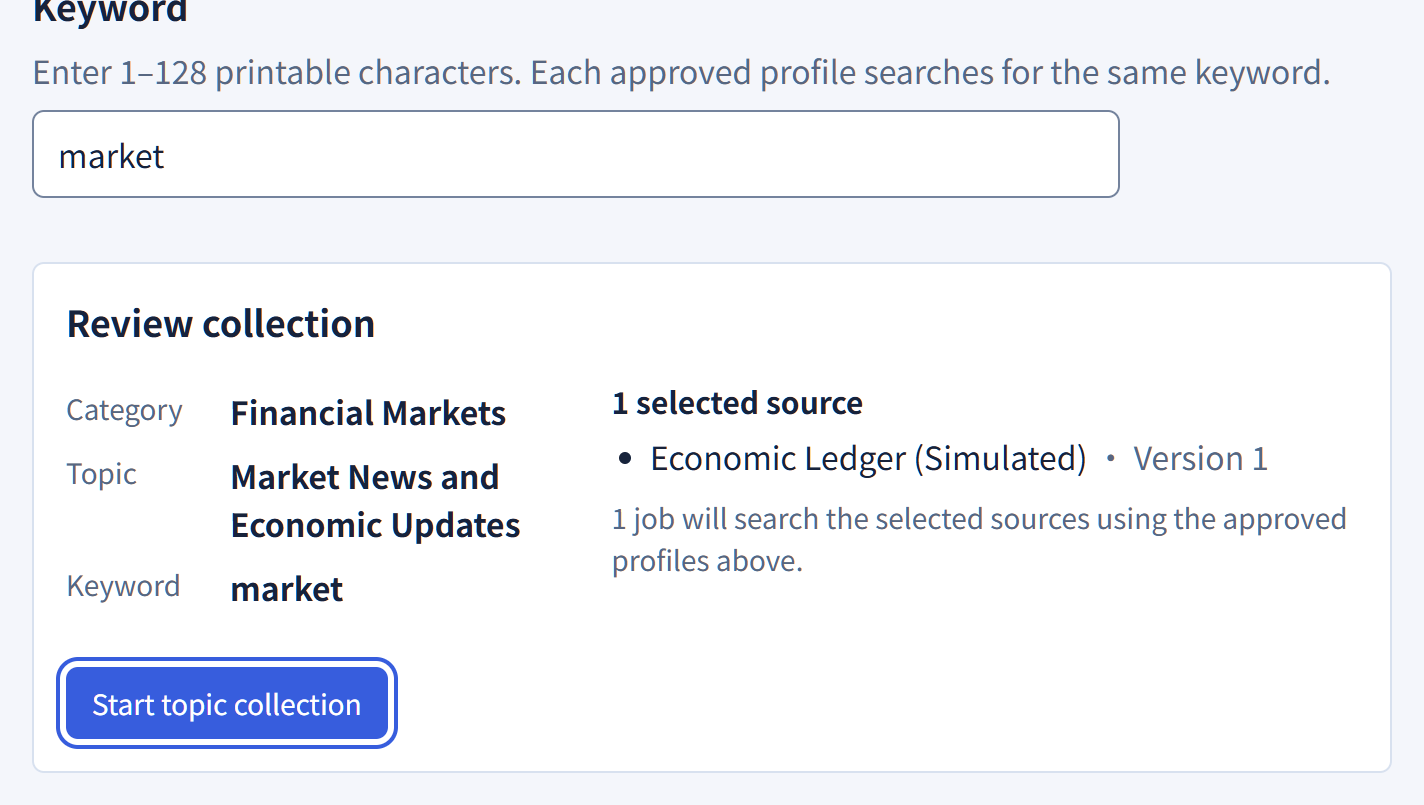 Keyword
Enter 1–128 printable characters. Each approved profile searches for the same keyword.
market
Review collection
Category Financial Markets
Topic Market News and
Economic Updates
Keyword market
1 selected source
• Economic Ledger (Simulated) • Version 1
1 job will search the selected sources using the approved
profiles above.
Start topic collection